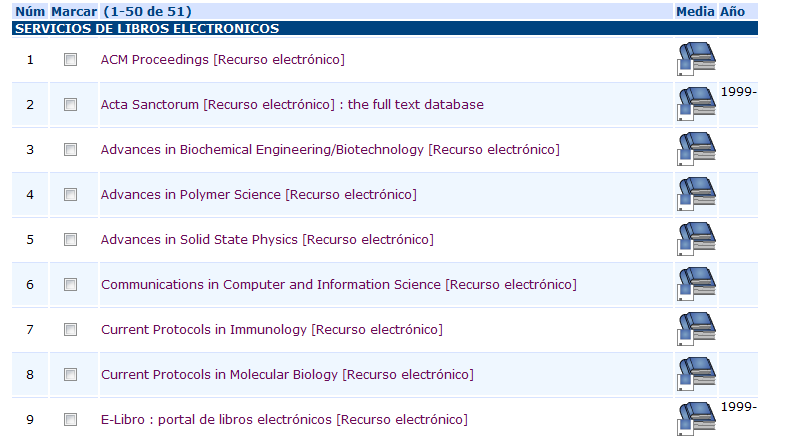 Núm Marcar (1-50 de 51) Media Año
SERVICIOS DE LIBROS ELECTRONICOS
1 ACM Proceedings [Recurso electrónico]
2 Acta Sanctorum [Recurso electrónico] : the full text database 1999-
3 Advances in Biochemical Engineering/Biotechnology [Recurso electrónico]
4 Advances in Polymer Science [Recurso electrónico]
5 Advances in Solid State Physics [Recurso electrónico]
6 Communications in Computer and Information Science [Recurso electrónico]
7 Current Protocols in Immunology [Recurso electrónico]
8 Current Protocols in Molecular Biology [Recurso electrónico]
9 E-Libro : portal de libros electrónicos [Recurso electrónico] 1999-